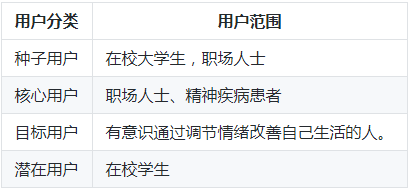 用户分类 用户范围
种子用户 在校大学生，职场人士
核心用户 职场人士、精神疾病患者
目标用户 有意识通过调节情绪改善自己生活的人。
潜在用户 在校学生